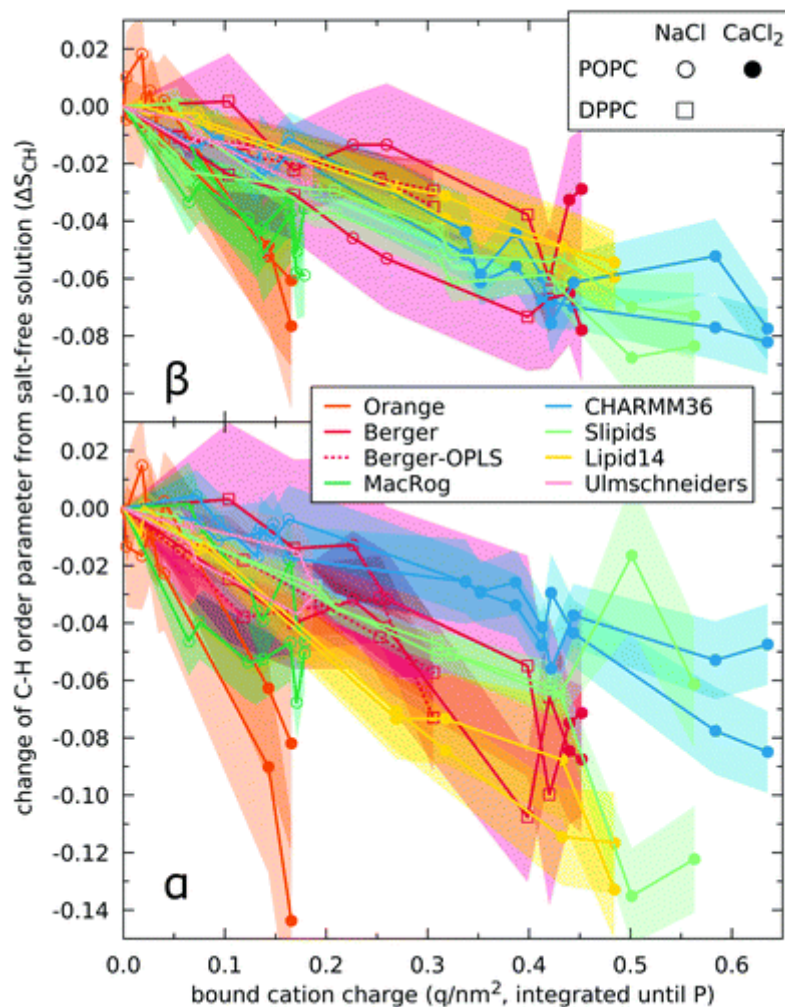 NaCl CaCl₂
POPC
DPPC
0.02
0.00
-0.02
-0.04
-0.06
-0.08
-0.10
β
Orange
Berger
Berger-OPLS
MacRog
CHARMM36
Slipids
Lipid14
Ulmschneiders
0.02
0.00
-0.02
-0.04
-0.06
-0.08
-0.10
-0.12
-0.14
α
change of C-H order parameter from salt-free solution (ΔS_CH)
0.0 0.1 0.2 0.3 0.4 0.5 0.6
bound cation charge (q/nm², integrated until P)